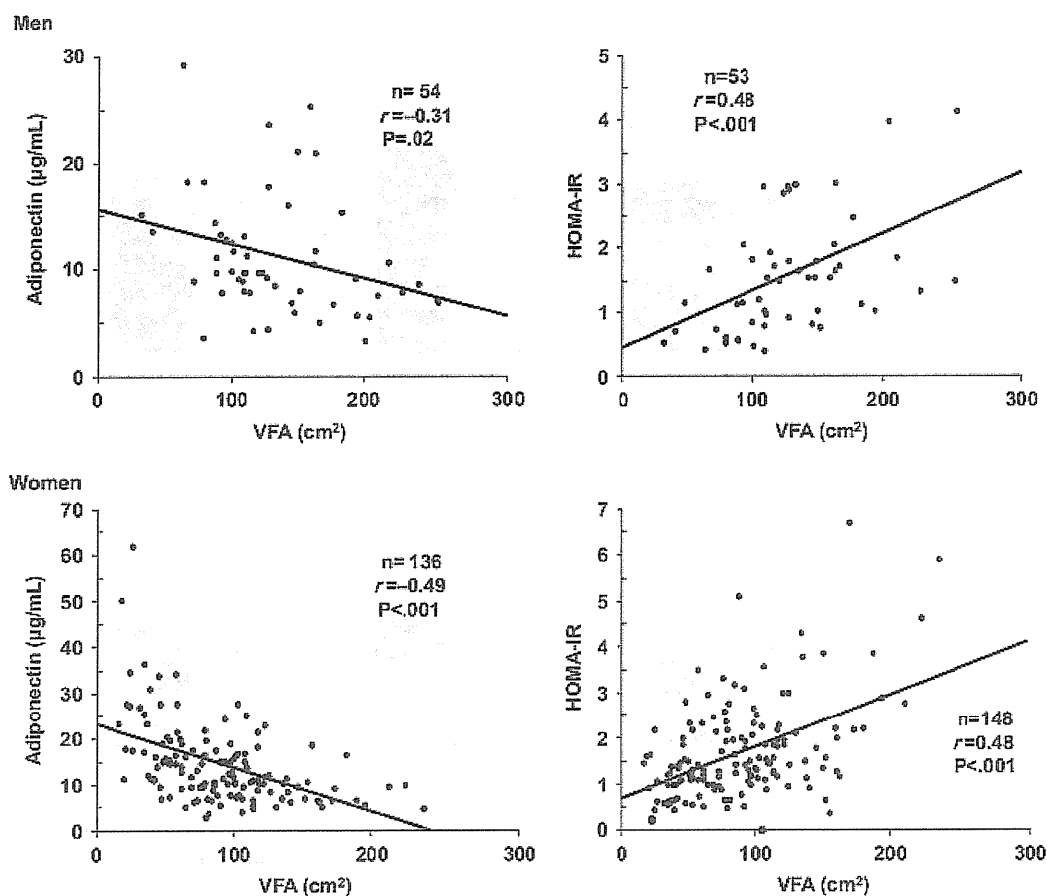 Men
30
20
10
0
Adiponectin (µg/mL)
n= 54
r=−0.31
P=.02
0 100 200 300
VFA (cm²)
5
4
3
2
1
0
HOMA-IR
n=53
r=0.48
P<.001
0 100 200 300
VFA (cm²)
Women
70
60
50
40
30
20
10
0
Adiponectin (µg/mL)
n= 136
r=−0.49
P<.001
0 100 200 300
VFA (cm²)
7
6
5
4
3
2
1
0
HOMA-IR
n=148
r=0.48
P<.001
0 100 200 300
VFA (cm²)